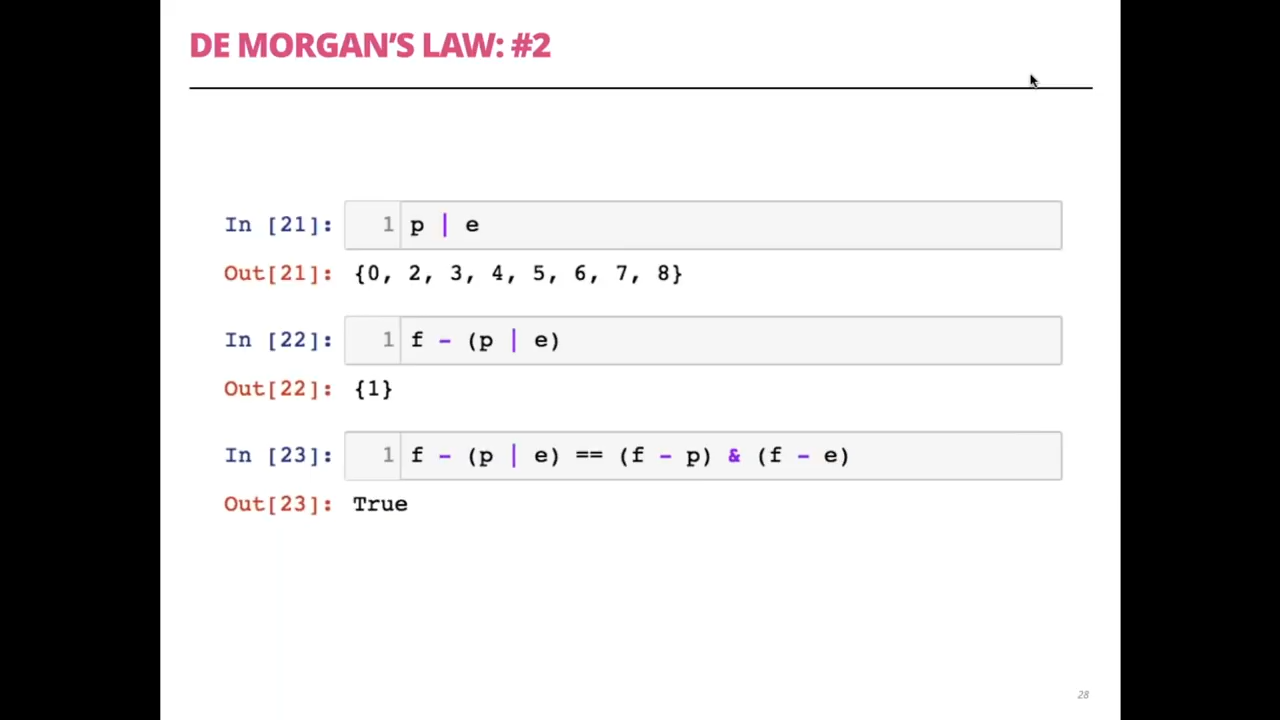 DE MORGAN'S LAW: #2
In [21]: 1 p | e
Out[21]: {0, 2, 3, 4, 5, 6, 7, 8}
In [22]: 1 f - (p | e)
Out[22]: {1}
In [23]: 1 f - (p | e) == (f - p) & (f - e)
Out[23]: True
28